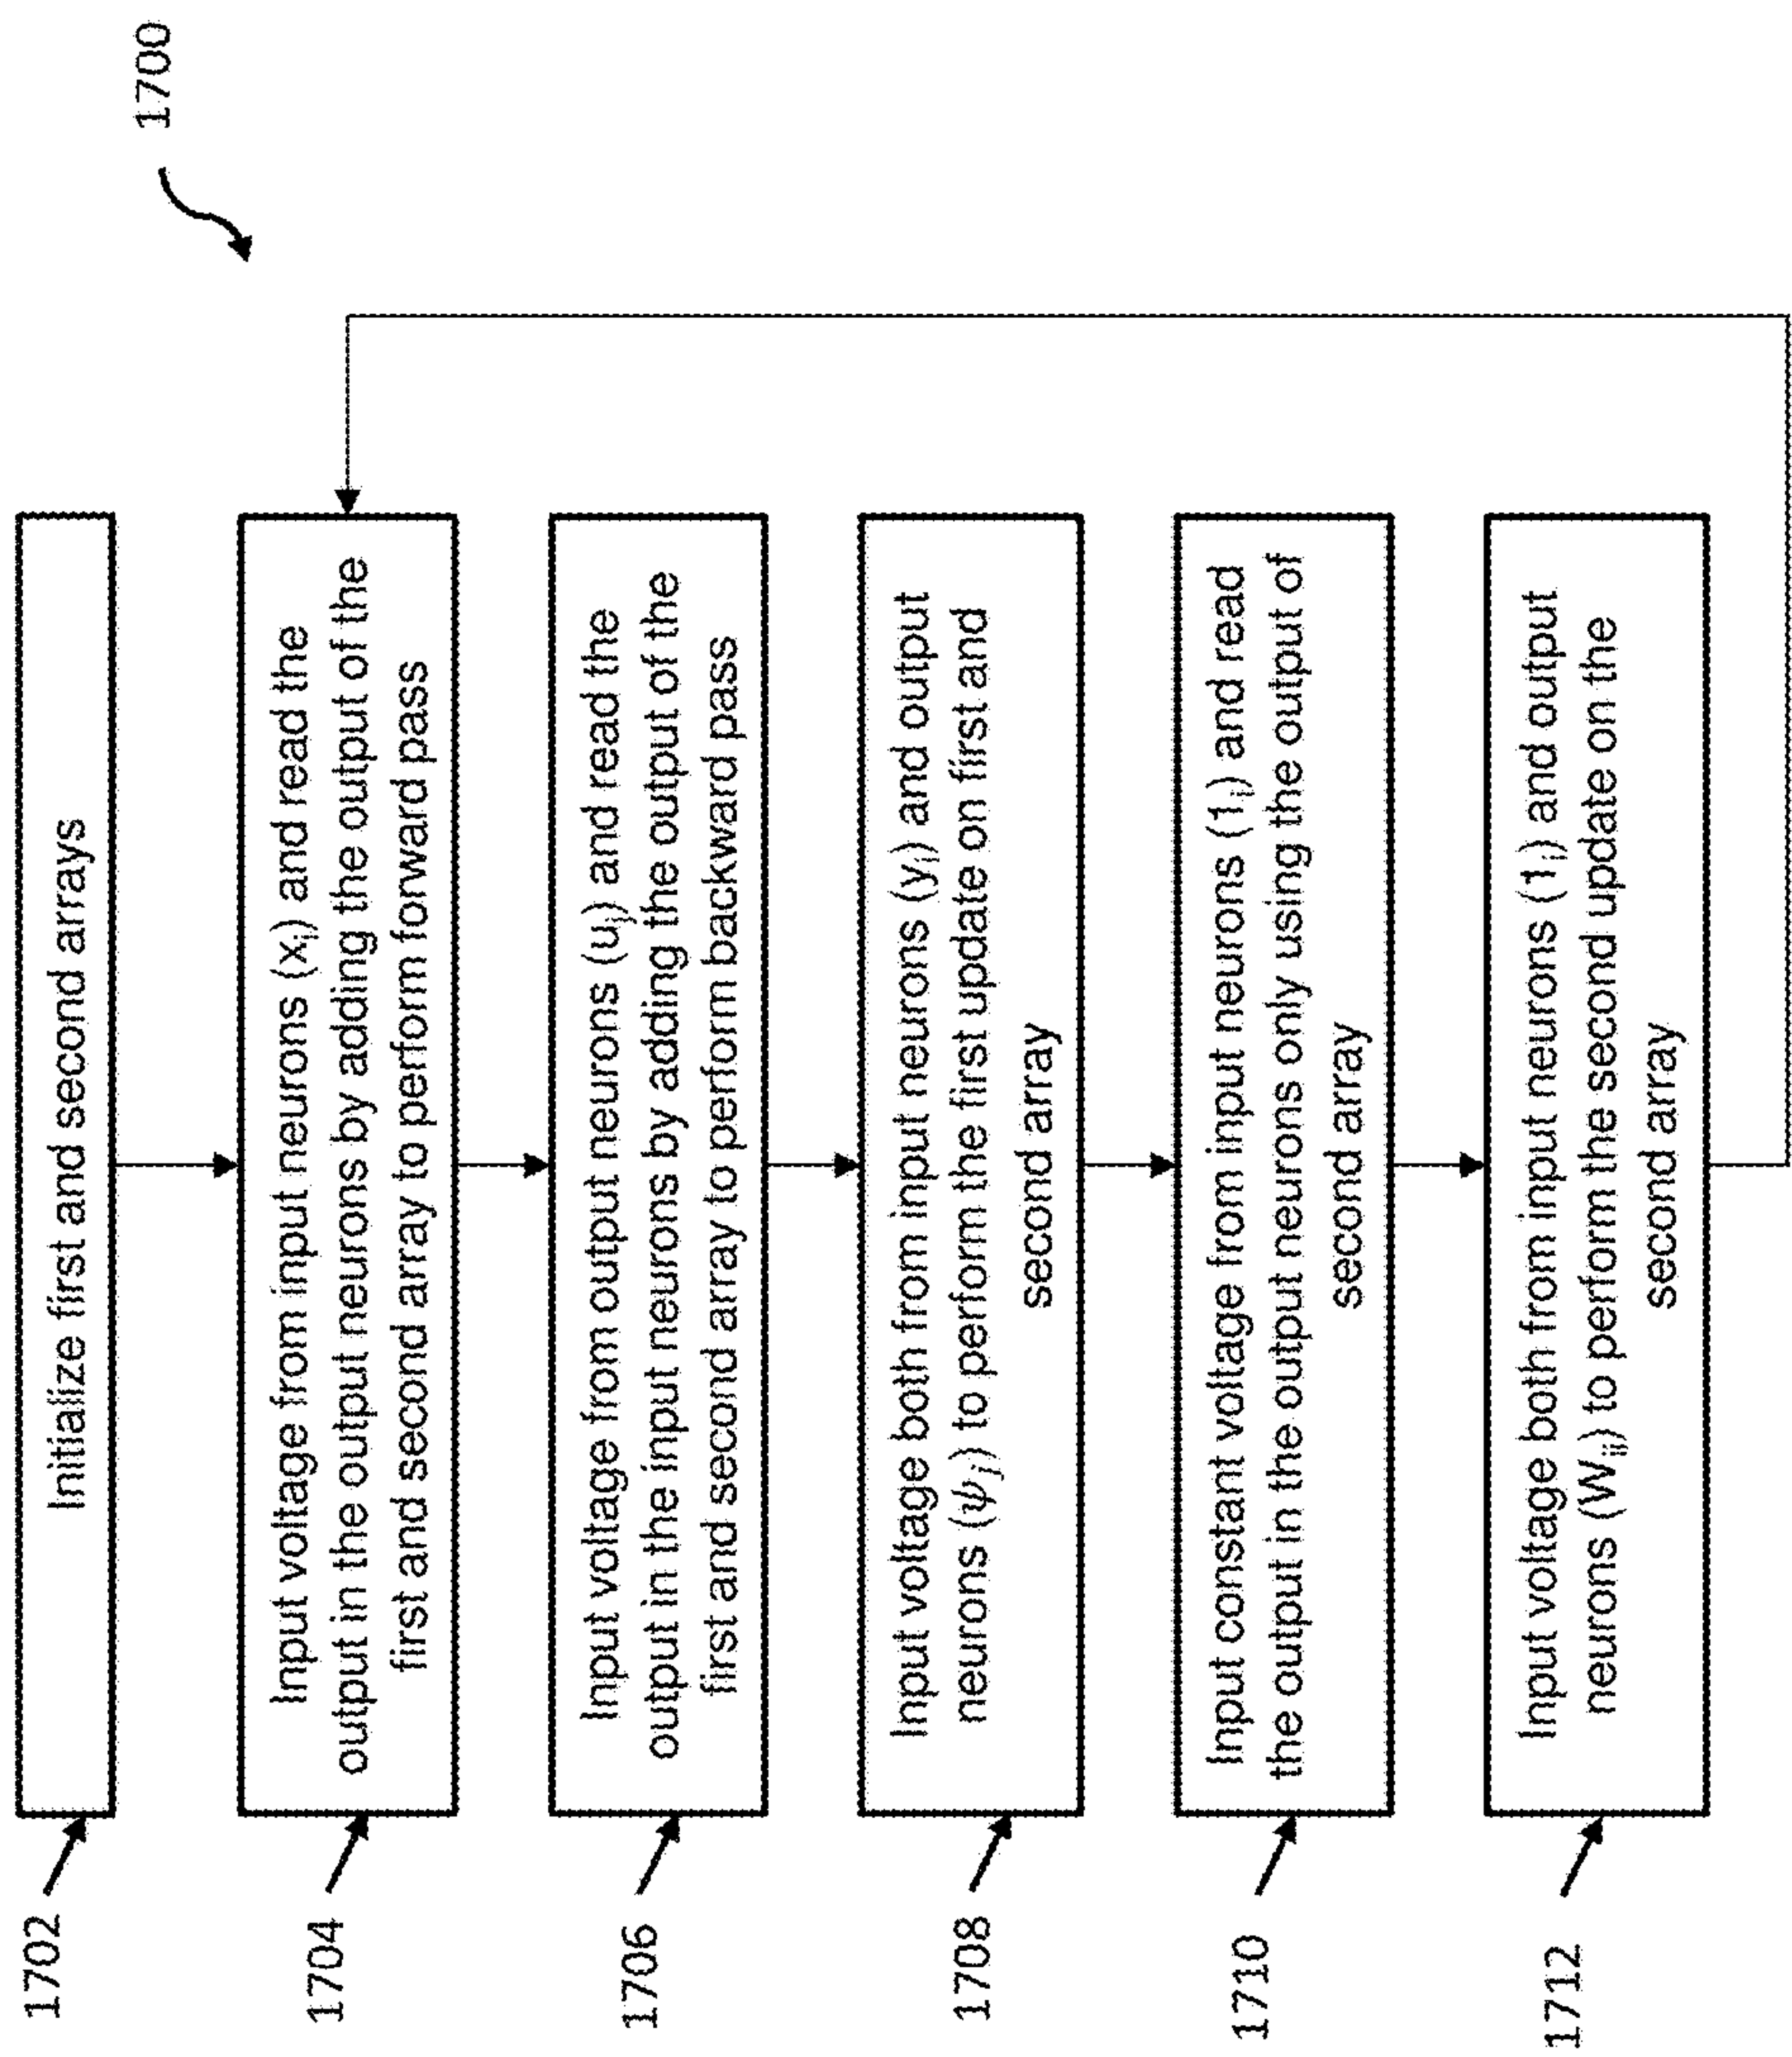 1700
1702
Initialize first and second arrays
1704
Input voltage from input neurons (xᵢ) and read the
output in the output neurons by adding the output of the
first and second array to perform forward pass
1706
Input voltage from output neurons (uⱼ) and read the
output in the input neurons by adding the output of the
first and second array to perform backward pass
1708
Input voltage both from input neurons (yᵢ) and output
neurons (ψⱼ) to perform the first update on first and
second array
1710
Input constant voltage from input neurons (1ᵢ) and read
the output in the output neurons only using the output of
second array
1712
Input voltage both from input neurons (1ᵢ) and output
neurons (Wᵢⱼ) to perform the second update on the
second array